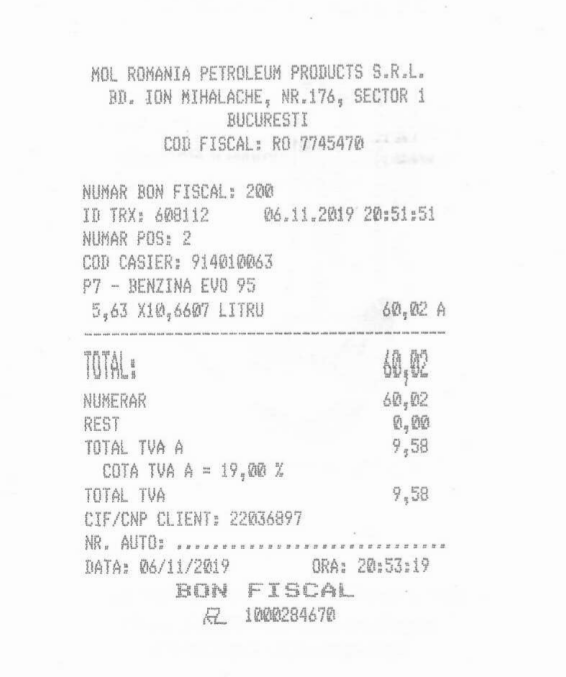 MOL ROMANIA PETROLEUM PRODUCTS S.R.L.
BD. ION MIHALACHE, NR.176, SECTOR 1
BUCURESTI
COD FISCAL: RO 7745470
NUMAR BON FISCAL: 200
ID TRX: 608112 06.11.2019 20:51:51
NUMAR POS: 2
COD CASIER: 914010063
P7 - BENZINA EVO 95
5,63 X10,6607 LITRU 60,02 A
TOTAL: 60,02
NUMERAR 60,02
REST 0,00
TOTAL TVA A 9,58
COTA TVA A = 19,00 %
TOTAL TVA 9,58
CIF/CNP CLIENT: 22036897
NR. AUTO: ..............................
DATA: 06/11/2019 ORA: 20:53:19
BON FISCAL
1000284670